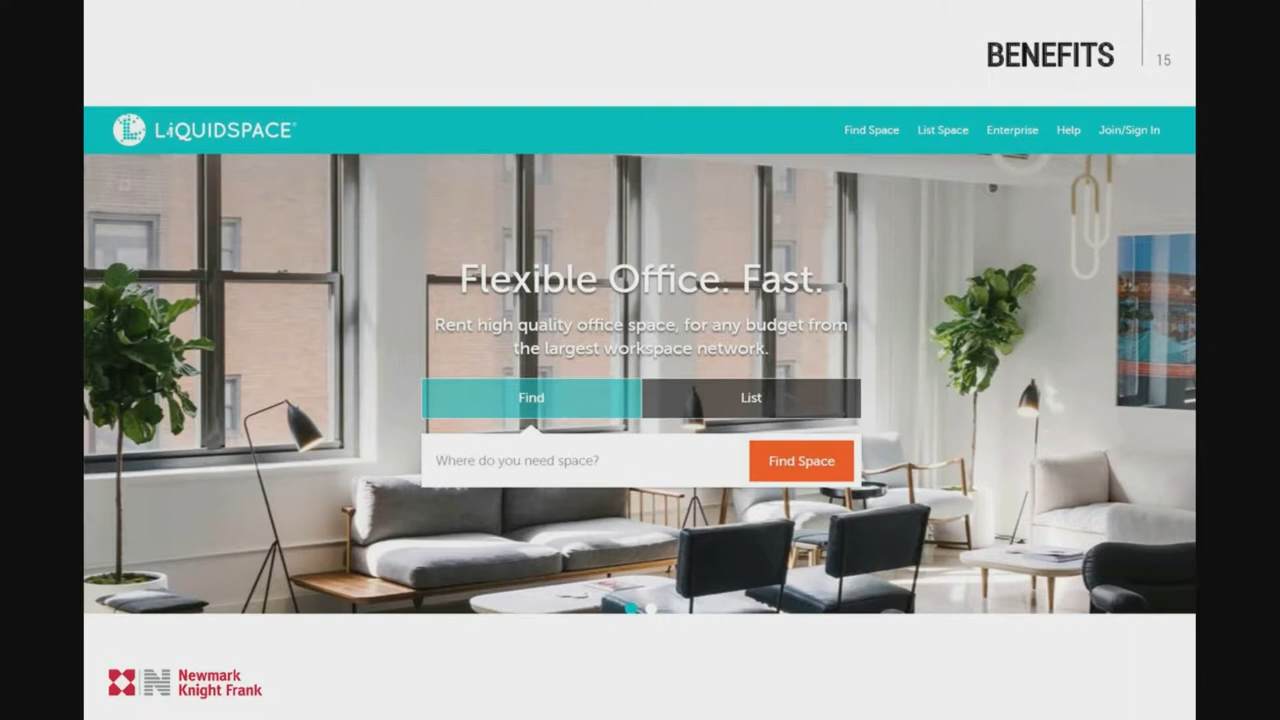 BENEFITS
15
LiQUIDSPACE®
Find Space List Space Enterprise Help Join/Sign In
Flexible Office. Fast.
Rent high quality office space, for any budget from
the largest workspace network.
Find List
Where do you need space? Find Space
Newmark
Knight Frank